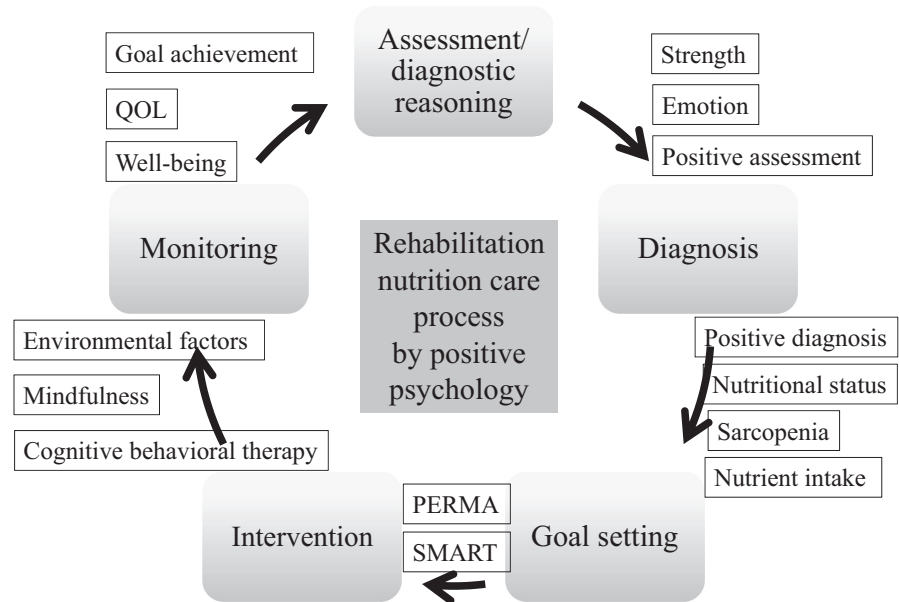 Goal achievement
QOL
Well-being
Assessment/
diagnostic
reasoning
Strength
Emotion
Positive assessment
Monitoring
Rehabilitation
nutrition care
process
by positive
psychology
Diagnosis
Environmental factors
Mindfulness
Cognitive behavioral therapy
Positive diagnosis
Nutritional status
Sarcopenia
Nutrient intake
Intervention
PERMA
SMART
Goal setting